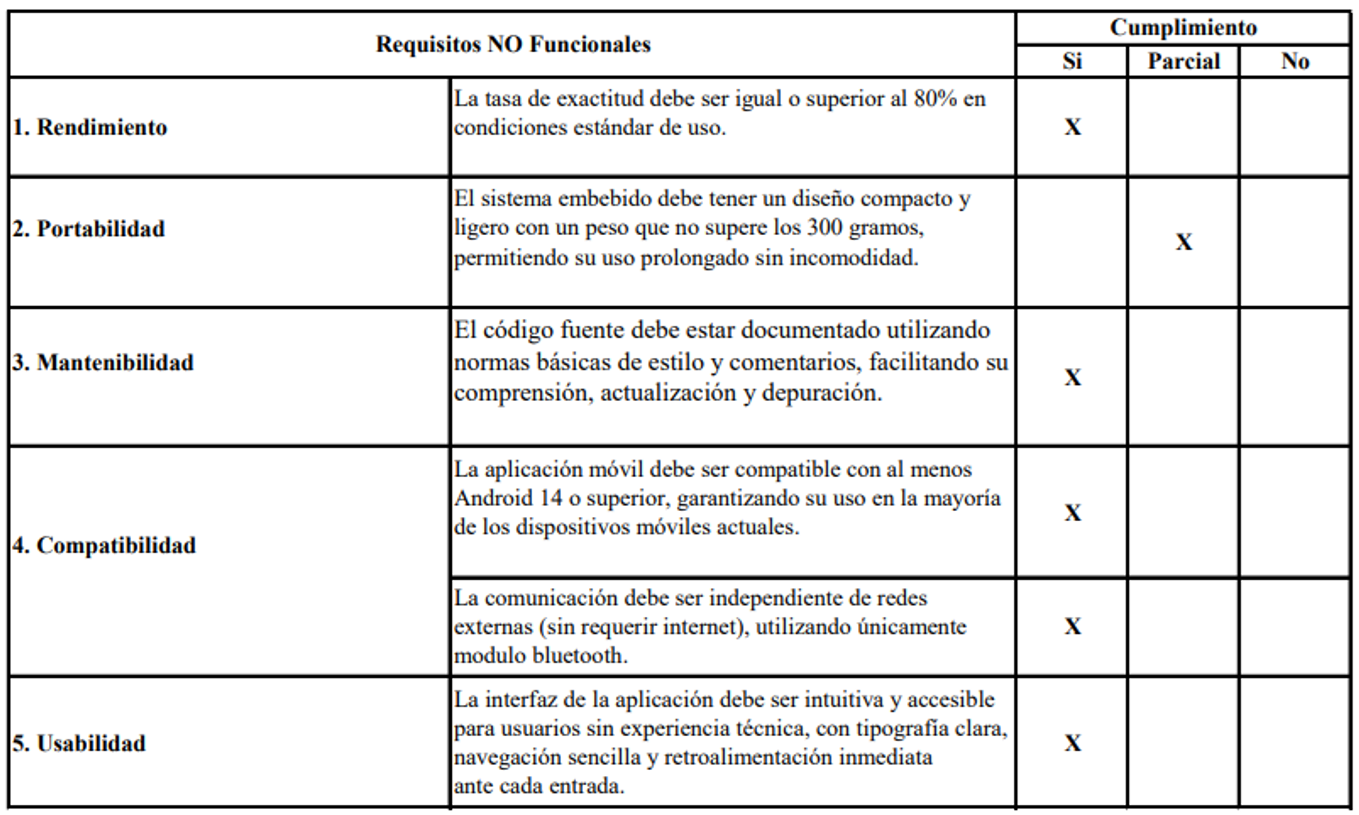 Requisitos NO Funcionales
Cumplimiento
Si
Parcial
No
1. Rendimiento
La tasa de exactitud debe ser igual o superior al 80% en
condiciones estándar de uso.
X
2. Portabilidad
El sistema embebido debe tener un diseño compacto y
ligero con un peso que no supere los 300 gramos,
permitiendo su uso prolongado sin incomodidad.
X
3. Mantenibilidad
El código fuente debe estar documentado utilizando
normas básicas de estilo y comentarios, facilitando su
comprensión, actualización y depuración.
X
4. Compatibilidad
La aplicación móvil debe ser compatible con al menos
Android 14 o superior, garantizando su uso en la mayoría
de los dispositivos móviles actuales.
X
La comunicación debe ser independiente de redes
externas (sin requerir internet), utilizando únicamente
modulo bluetooth.
X
5. Usabilidad
La interfaz de la aplicación debe ser intuitiva y accesible
para usuarios sin experiencia técnica, con tipografía clara,
navegación sencilla y retroalimentación inmediata
ante cada entrada.
X